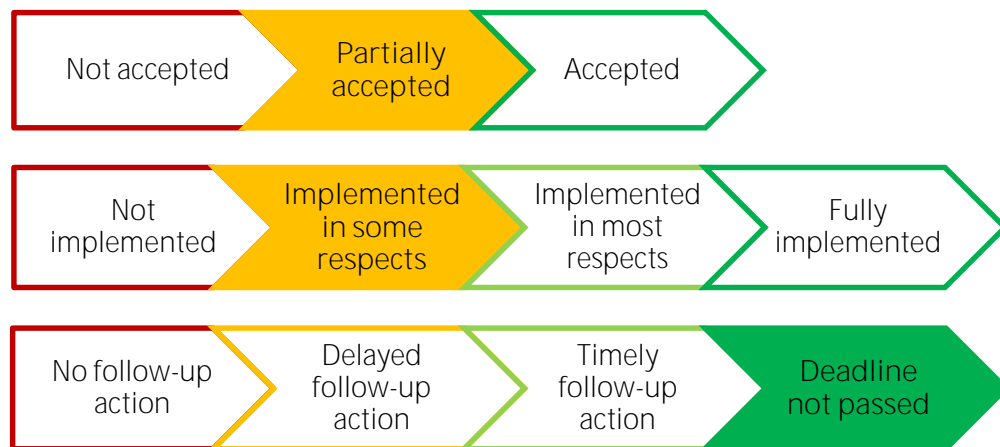 Not accepted
Partially
accepted
Accepted
Not
implemented
Implemented
in some
respects
Implemented
in most
respects
Fully
implemented
No follow-up
action
Delayed
follow-up
action
Timely
follow-up
action
Deadline
not passed